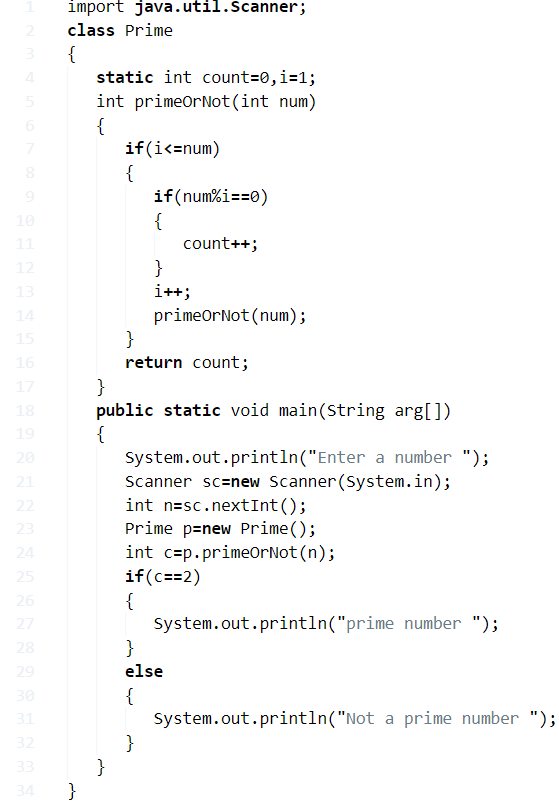 1 import java.util.Scanner;
2 class Prime
3 {
4 static int count=0,i=1;
5 int primeOrNot(int num)
6 {
7 if(i<=num)
8 {
9 if(num%i==0)
10 {
11 count++;
12 }
13 i++;
14 primeOrNot(num);
15 }
16 return count;
17 }
18 public static void main(String arg[])
19 {
20 System.out.println("Enter a number ");
21 Scanner sc=new Scanner(System.in);
22 int n=sc.nextInt();
23 Prime p=new Prime();
24 int c=p.primeOrNot(n);
25 if(c==2)
26 {
27 System.out.println("prime number ");
28 }
29 else
30 {
31 System.out.println("Not a prime number ");
32 }
33 }
34 }